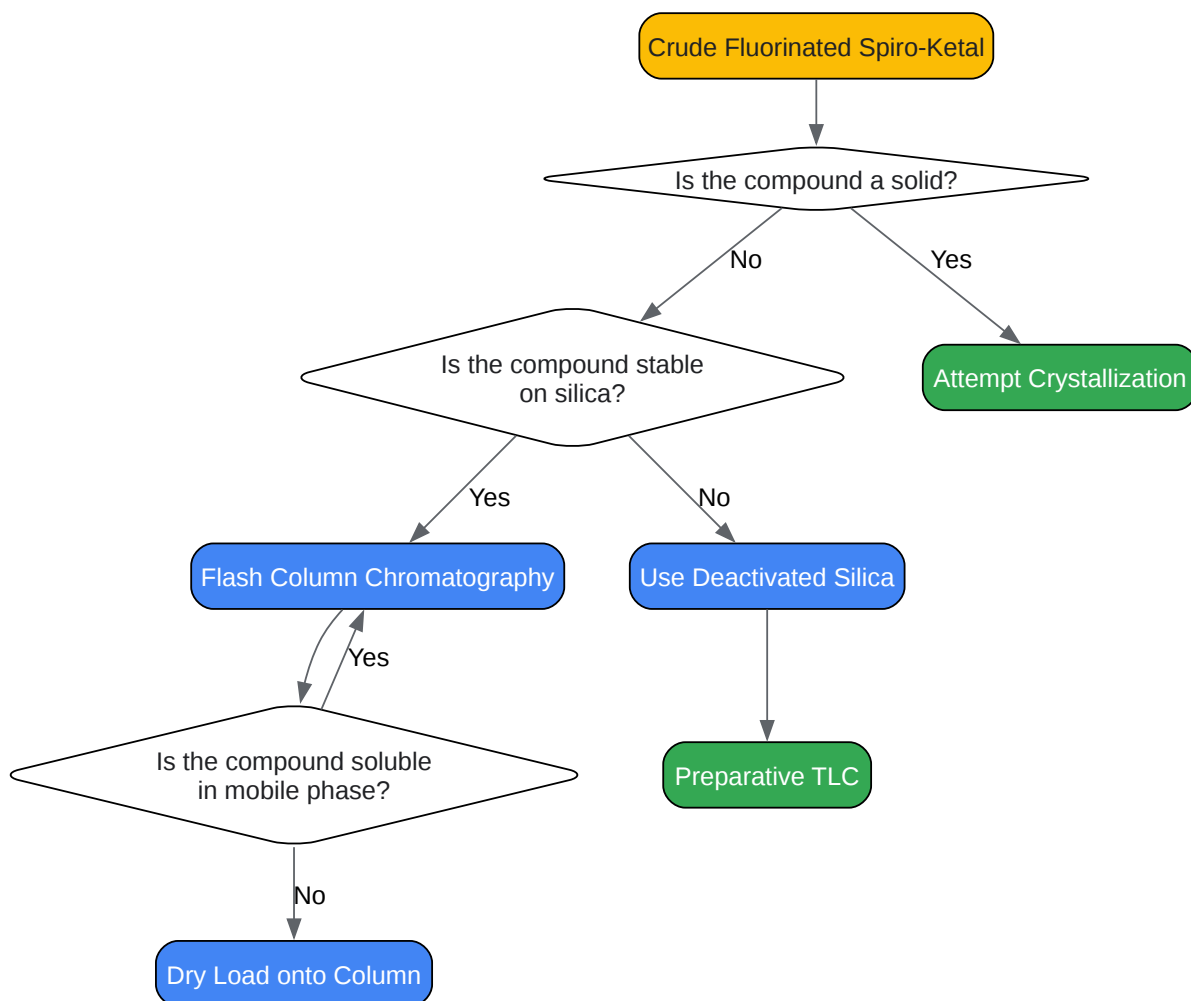 Crude Fluorinated Spiro-Ketal
Is the compound a solid?
No
Yes
Is the compound stable
on silica?
Attempt Crystallization
Yes
No
Flash Column Chromatography
Use Deactivated Silica
Yes
Is the compound soluble
in mobile phase?
Preparative TLC
No
Dry Load onto Column